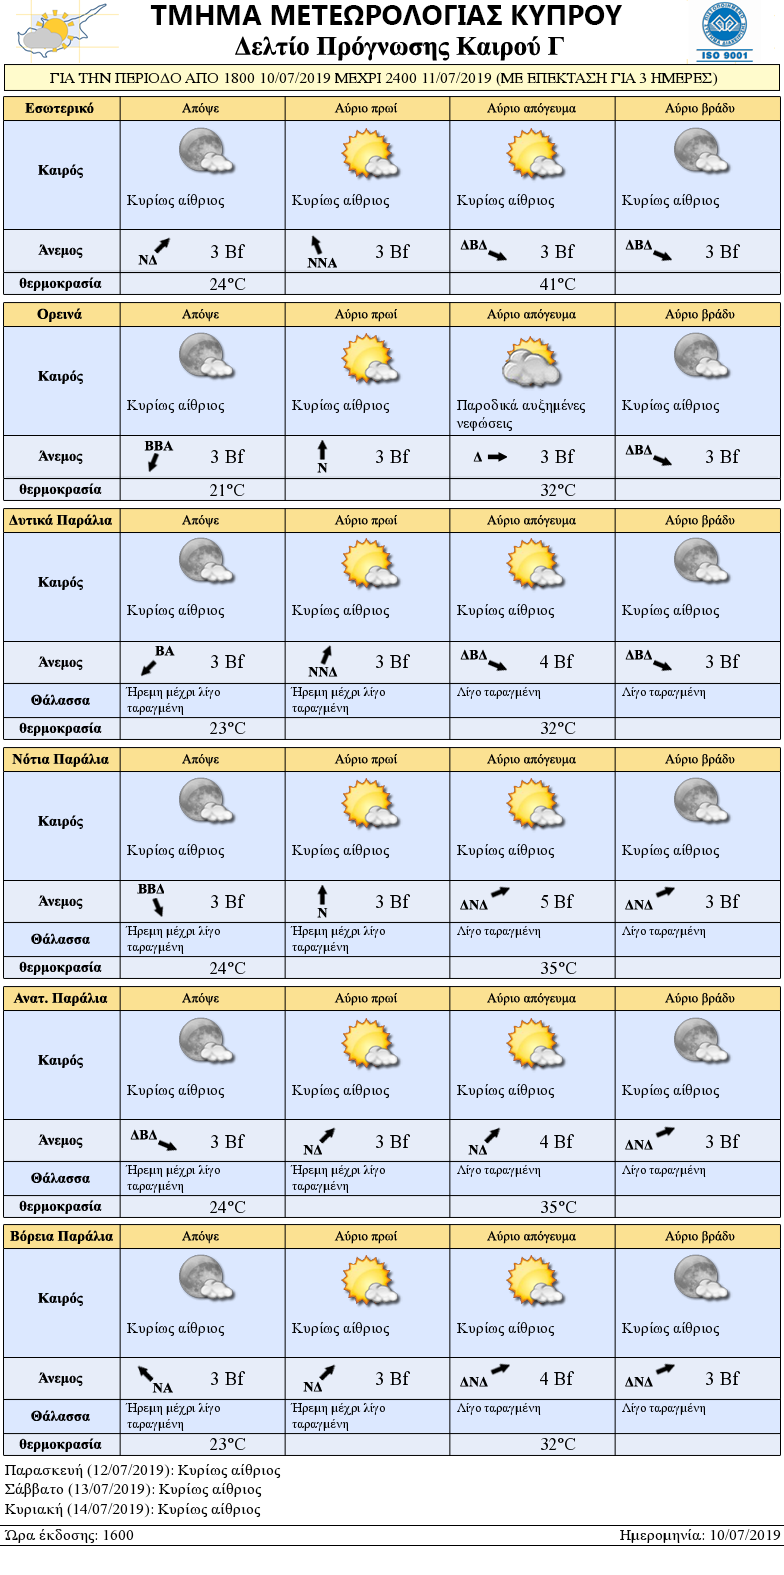 ΤΜΗΜΑ ΜΕΤΕΩΡΟΛΟΓΙΑΣ ΚΥΠΡΟΥ
Δελτίο Πρόγνωσης Καιρού Γ
ISO 9001
ΓΙΑ ΤΗΝ ΠΕΡΙΟΔΟ ΑΠΟ 1800 10/07/2019 ΜΕΧΡΙ 2400 11/07/2019 (ΜΕ ΕΠΕΚΤΑΣΗ ΓΙΑ 3 ΗΜΕΡΕΣ)
Εσωτερικό Απόψε Αύριο πρωί Αύριο απόγευμα Αύριο βράδυ
Καιρός
Κυρίως αίθριος Κυρίως αίθριος Κυρίως αίθριος Κυρίως αίθριος
Άνεμος ΝΔ 3 Bf ΝΝΑ 3 Bf ΔΒΔ 3 Bf ΔΒΔ 3 Bf
θερμοκρασία 24°C 41°C
Ορεινά Απόψε Αύριο πρωί Αύριο απόγευμα Αύριο βράδυ
Καιρός
Κυρίως αίθριος Κυρίως αίθριος Παροδικά αυξημένες Κυρίως αίθριος
νεφώσεις
Άνεμος ΒΒΑ 3 Bf Ν 3 Bf Δ 3 Bf ΔΒΔ 3 Bf
θερμοκρασία 21°C 32°C
Δυτικά Παράλια Απόψε Αύριο πρωί Αύριο απόγευμα Αύριο βράδυ
Καιρός
Κυρίως αίθριος Κυρίως αίθριος Κυρίως αίθριος Κυρίως αίθριος
Άνεμος ΒΑ 3 Bf ΝΝΔ 3 Bf ΔΒΔ 4 Bf ΔΒΔ 3 Bf
Θάλασσα Ήρεμη μέχρι λίγο Ήρεμη μέχρι λίγο Λίγο ταραγμένη Λίγο ταραγμένη
ταραγμένη ταραγμένη
θερμοκρασία 23°C 32°C
Νότια Παράλια Απόψε Αύριο πρωί Αύριο απόγευμα Αύριο βράδυ
Καιρός
Κυρίως αίθριος Κυρίως αίθριος Κυρίως αίθριος Κυρίως αίθριος
Άνεμος ΒΒΔ 3 Bf Ν 3 Bf ΔΝΔ 5 Bf ΔΝΔ 3 Bf
Θάλασσα Ήρεμη μέχρι λίγο Ήρεμη μέχρι λίγο Λίγο ταραγμένη Λίγο ταραγμένη
ταραγμένη ταραγμένη
θερμοκρασία 24°C 35°C
Ανατ. Παράλια Απόψε Αύριο πρωί Αύριο απόγευμα Αύριο βράδυ
Καιρός
Κυρίως αίθριος Κυρίως αίθριος Κυρίως αίθριος Κυρίως αίθριος
Άνεμος ΔΒΔ 3 Bf ΝΔ 3 Bf ΝΔ 4 Bf ΔΝΔ 3 Bf
Θάλασσα Ήρεμη μέχρι λίγο Ήρεμη μέχρι λίγο Λίγο ταραγμένη Λίγο ταραγμένη
ταραγμένη ταραγμένη
θερμοκρασία 24°C 35°C
Βόρεια Παράλια Απόψε Αύριο πρωί Αύριο απόγευμα Αύριο βράδυ
Καιρός
Κυρίως αίθριος Κυρίως αίθριος Κυρίως αίθριος Κυρίως αίθριος
Άνεμος ΝΑ 3 Bf ΝΔ 3 Bf ΔΝΔ 4 Bf ΔΝΔ 3 Bf
Θάλασσα Ήρεμη μέχρι λίγο Ήρεμη μέχρι λίγο Λίγο ταραγμένη Λίγο ταραγμένη
ταραγμένη ταραγμένη
θερμοκρασία 23°C 32°C
Παρασκευή (12/07/2019): Κυρίως αίθριος
Σάββατο (13/07/2019): Κυρίως αίθριος
Κυριακή (14/07/2019): Κυρίως αίθριος
Ώρα έκδοσης: 1600 Ημερομηνία: 10/07/2019